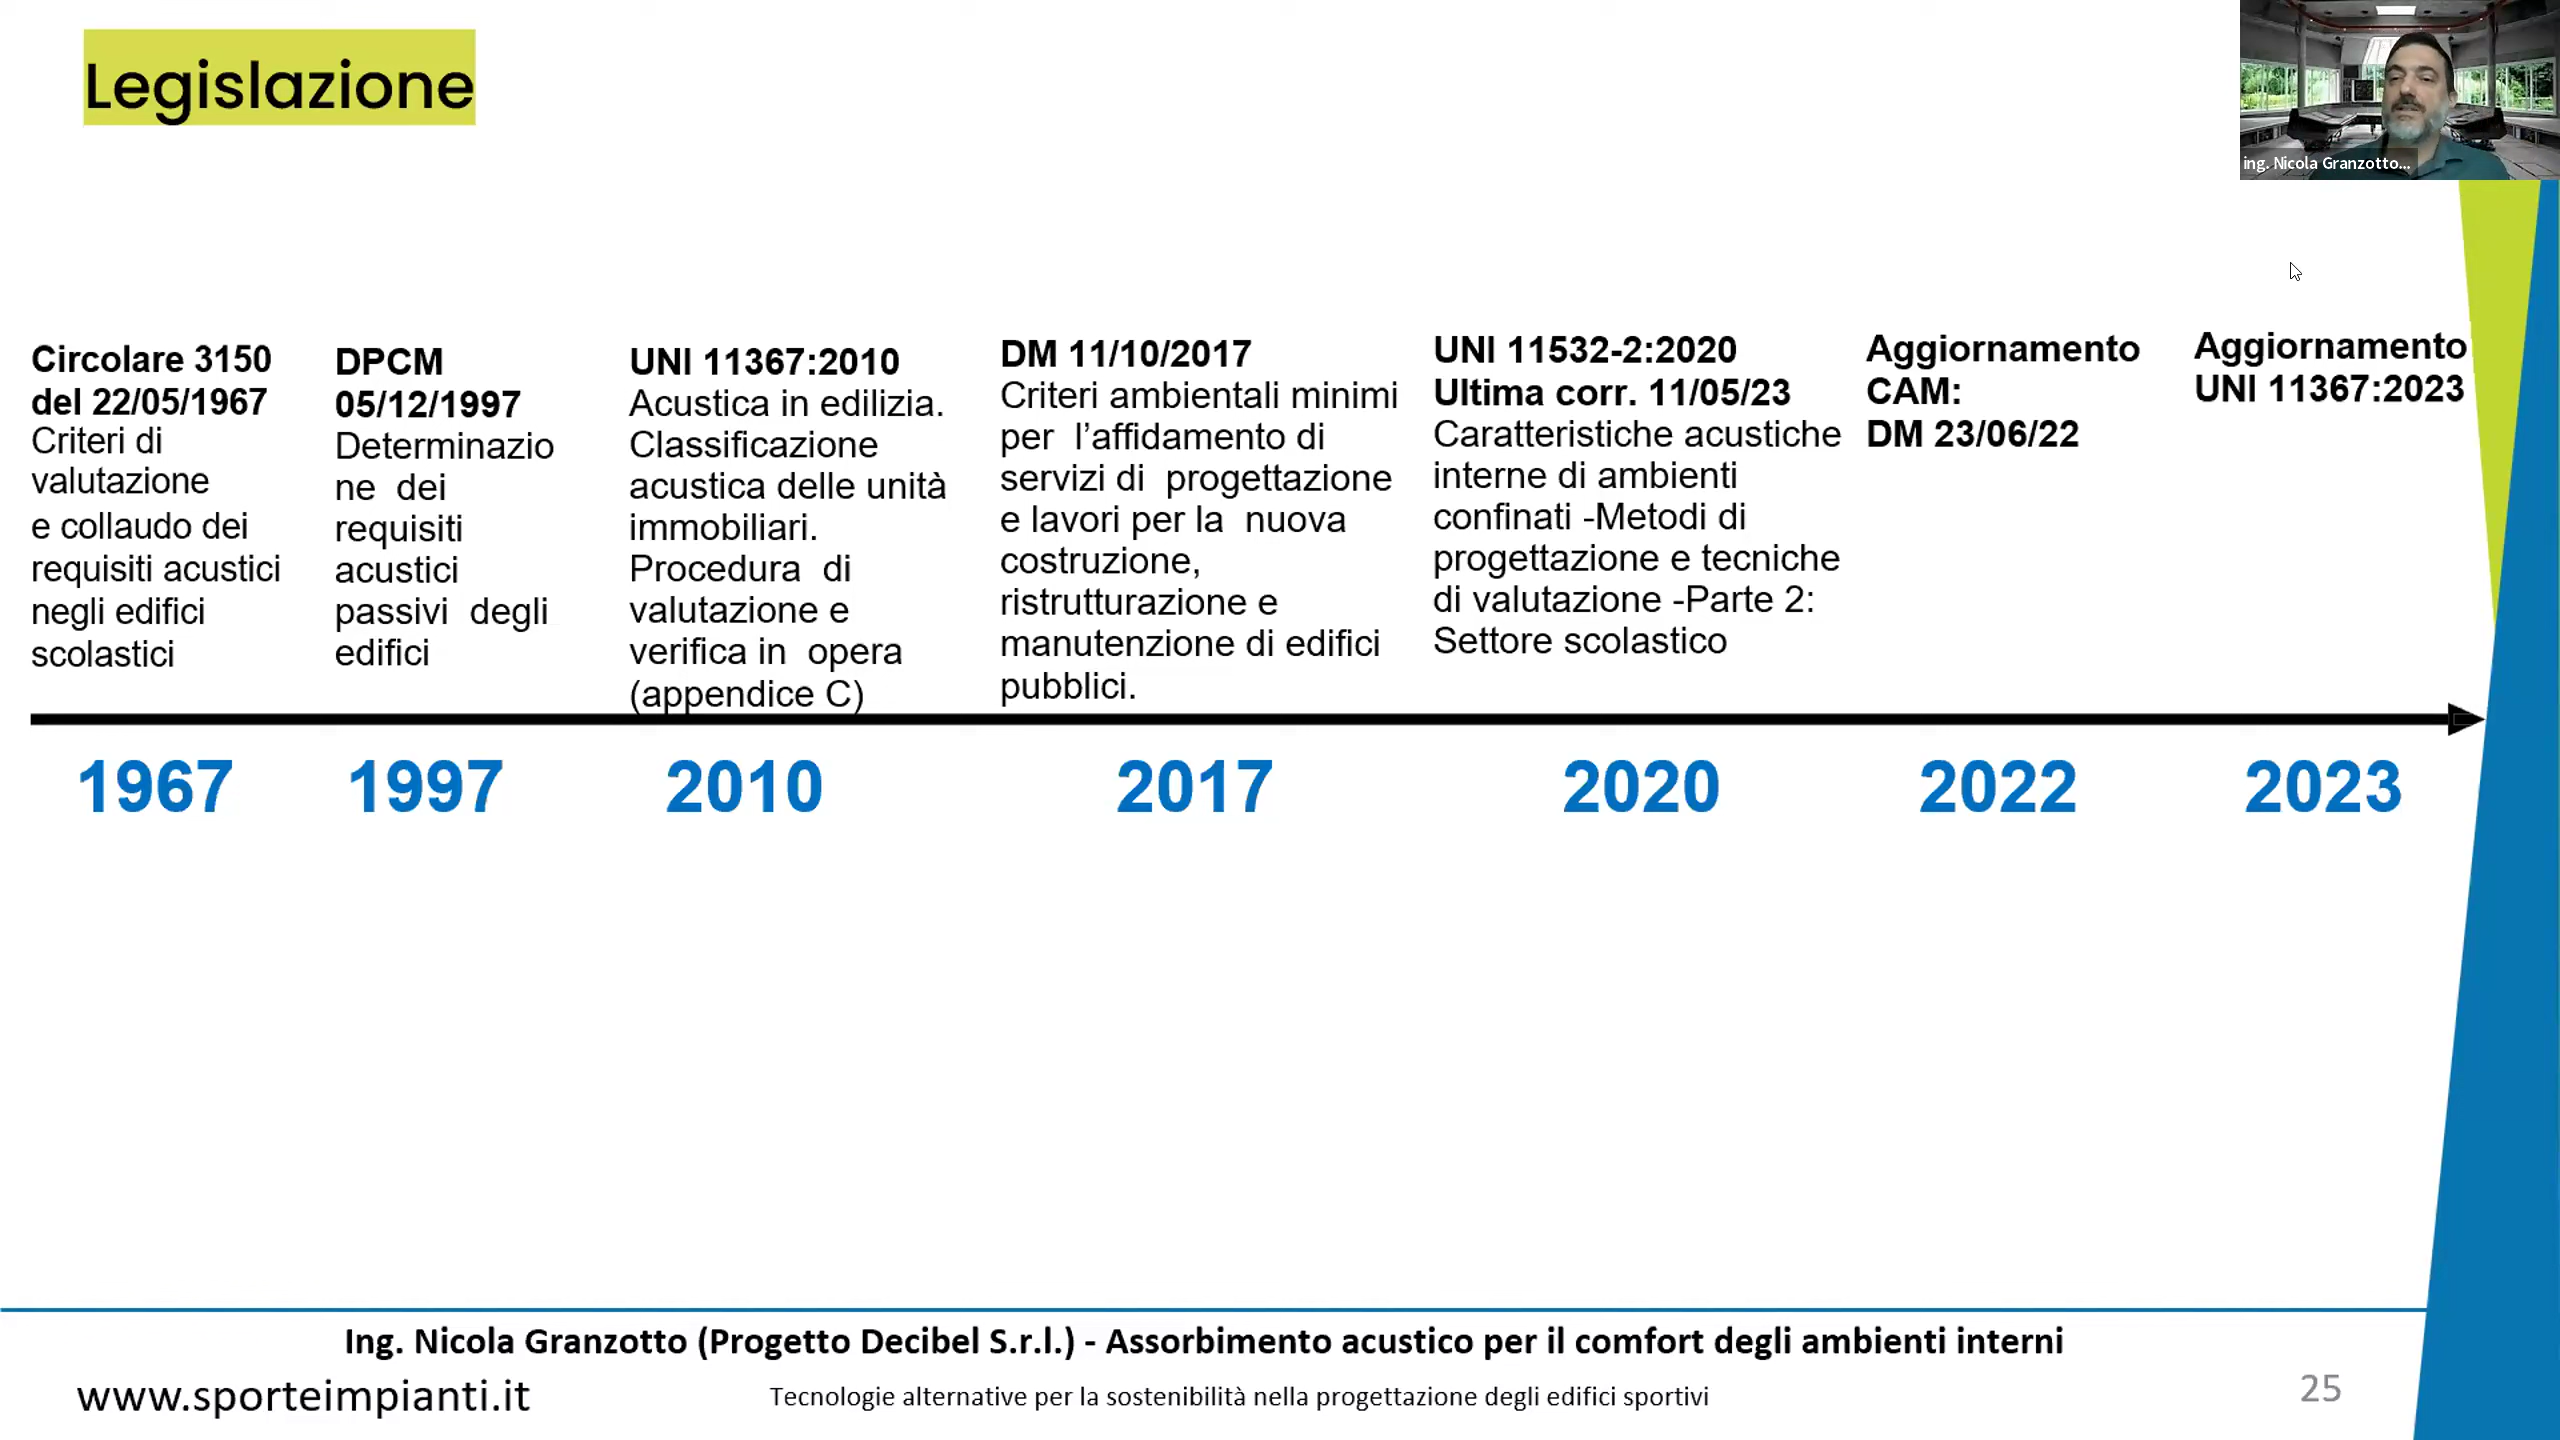 Legislazione
ing. Nicola Granzotto...
Circolare 3150
del 22/05/1967
Criteri di
valutazione
e collaudo dei
requisiti acustici
negli edifici
scolastici
DPCM
05/12/1997
Determinazio
ne dei
requisiti
acustici
passivi degli
edifici
UNI 11367:2010
Acustica in edilizia.
Classificazione
acustica delle unità
immobiliari.
Procedura di
valutazione e
verifica in opera
(appendice C)
DM 11/10/2017
Criteri ambientali minimi
per l’affidamento di
servizi di progettazione
e lavori per la nuova
costruzione,
ristrutturazione e
manutenzione di edifici
pubblici.
UNI 11532-2:2020
Ultima corr. 11/05/23
Caratteristiche acustiche
interne di ambienti
confinati -Metodi di
progettazione e tecniche
di valutazione -Parte 2:
Settore scolastico
Aggiornamento
CAM:
DM 23/06/22
Aggiornamento
UNI 11367:2023
1967
1997
2010
2017
2020
2022
2023
Ing. Nicola Granzotto (Progetto Decibel S.r.l.) - Assorbimento acustico per il comfort degli ambienti interni
www.sporteimpianti.it
Tecnologie alternative per la sostenibilità nella progettazione degli edifici sportivi
25